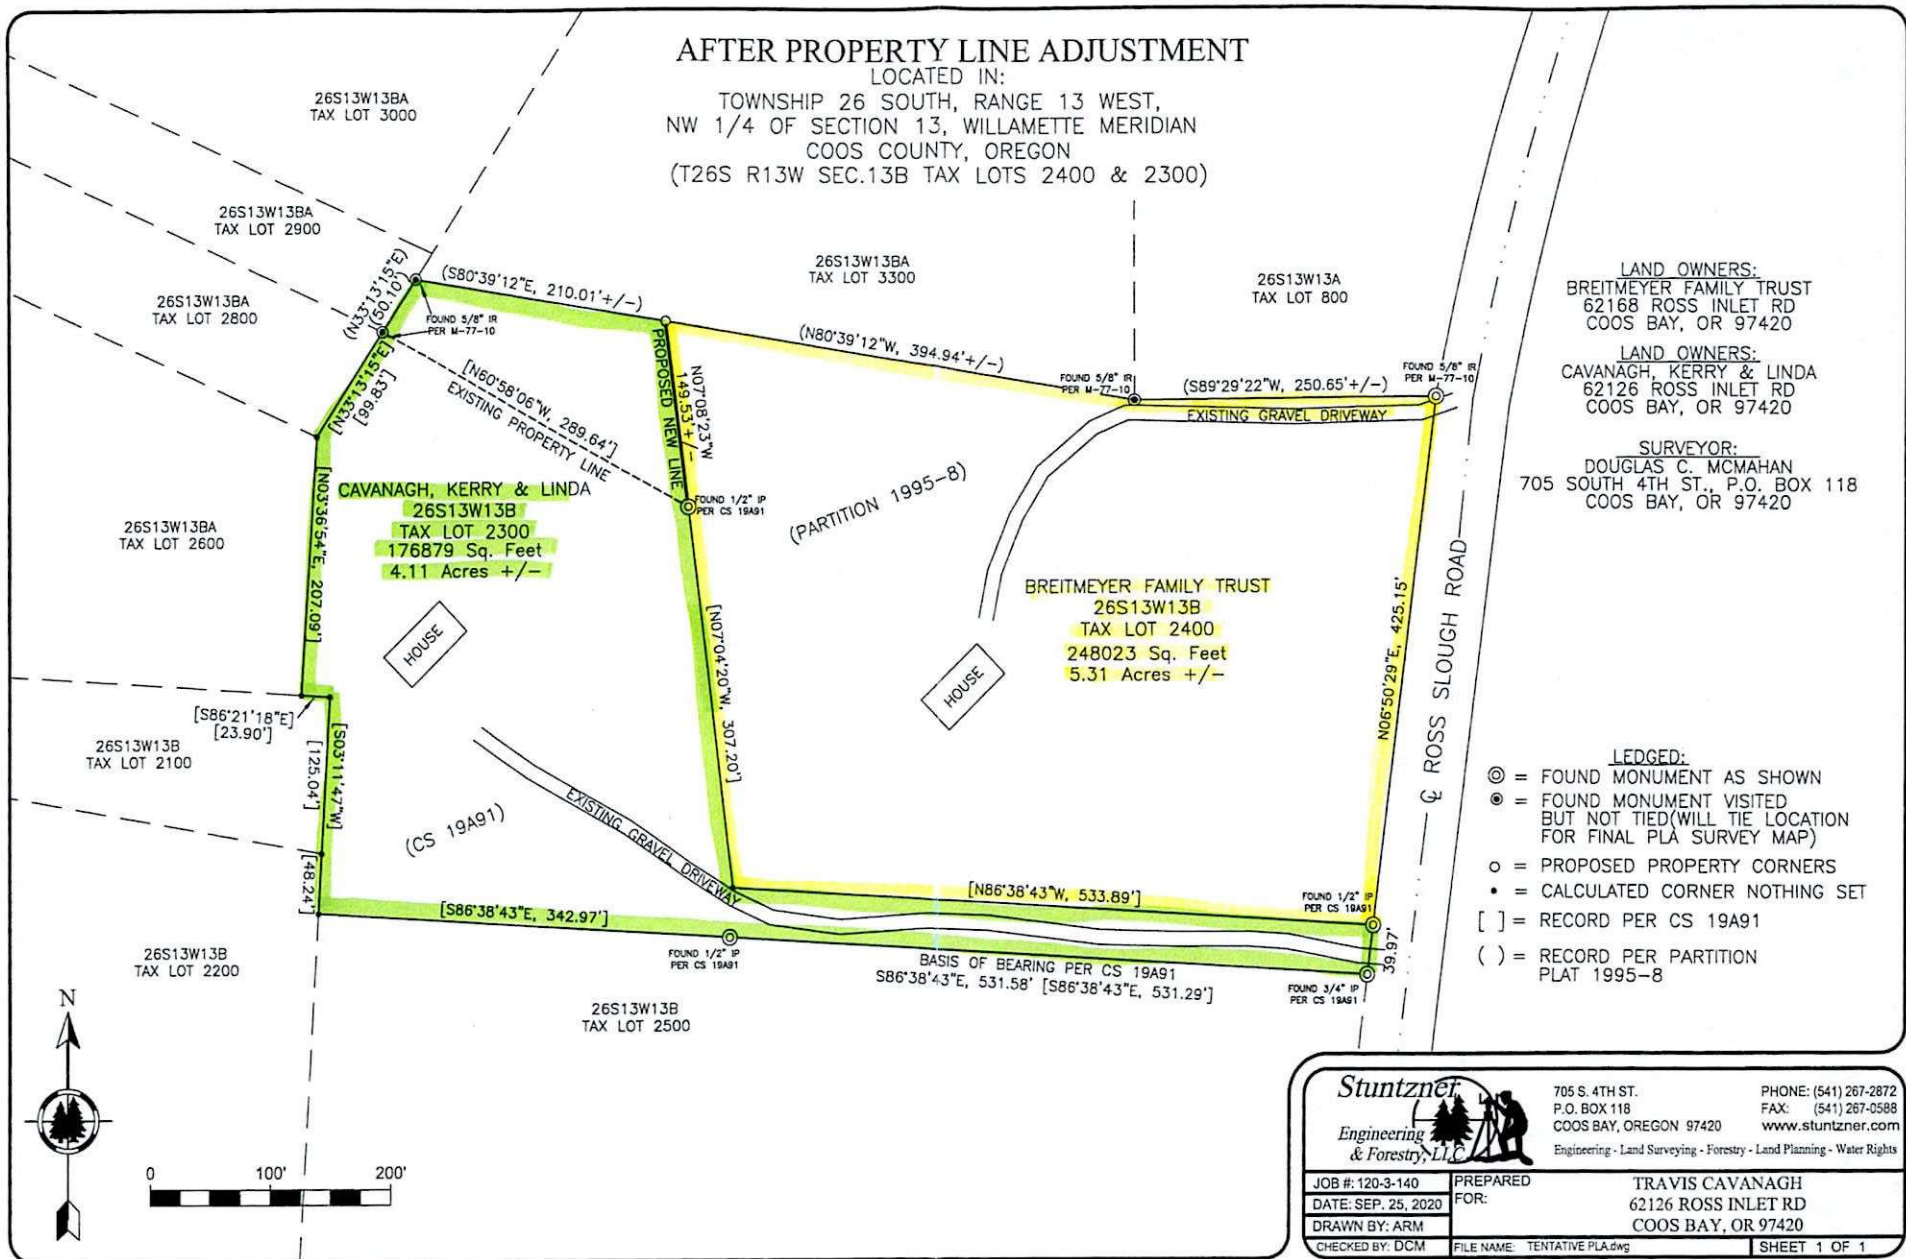 AFTER PROPERTY LINE ADJUSTMENT
LOCATED IN:
TOWNSHIP 26 SOUTH, RANGE 13 WEST,
NW 1/4 OF SECTION 13, WILLAMETTE MERIDIAN
COOS COUNTY, OREGON
(T26S R13W SEC.13B TAX LOTS 2400 & 2300)
26S13W13BA
TAX LOT 3000
26S13W13BA
TAX LOT 2900
26S13W13BA
TAX LOT 2800
26S13W13BA
TAX LOT 2600
26S13W13B
TAX LOT 2100
26S13W13B
TAX LOT 2200
26S13W13B
TAX LOT 2500
26S13W13BA
TAX LOT 3300
26S13W13A
TAX LOT 800
(N33°13'15"E)
(50.10')
(S80°39'12"E, 210.01'+/-)
FOUND 5/8" IR
PER M-77-10
[N33°13'15"E]
[99.83']
[N60°58'06"W, 289.64']
EXISTING PROPERTY LINE
PROPOSED NEW LINE
N07°08'23"W
149.53'+/-
(N80°39'12"W, 394.94'+/-)
FOUND 5/8" IR
PER M-77-10
(S89°29'22"W, 250.65'+/-)
FOUND 5/8" IR
PER M-77-10
EXISTING GRAVEL DRIVEWAY
FOUND 1/2" IP
PER CS 19A91
(PARTITION 1995-8)
CAVANAGH, KERRY & LINDA
26S13W13B
TAX LOT 2300
176879 Sq. Feet
4.11 Acres +/-
HOUSE
[N03°36'54"E, 207.09']
[S86°21'18"E]
[23.90']
[S03°11'47"W]
[125.04']
[48.24']
(CS 19A91)
EXISTING GRAVEL DRIVEWAY
[N07°04'20"W, 307.20']
BREITMEYER FAMILY TRUST
26S13W13B
TAX LOT 2400
248023 Sq. Feet
5.31 Acres +/-
HOUSE
N06°50'29"E, 425.15'
℄ ROSS SLOUGH ROAD
[N86°38'43"W, 533.89']
FOUND 1/2" IP
PER CS 19A91
39.97'
[S86°38'43"E, 342.97']
FOUND 1/2" IP
PER CS 19A91
BASIS OF BEARING PER CS 19A91
S86°38'43"E, 531.58' [S86°38'43"E, 531.29']
FOUND 3/4" IP
PER CS 19A91
LAND OWNERS:
BREITMEYER FAMILY TRUST
62168 ROSS INLET RD
COOS BAY, OR 97420
LAND OWNERS:
CAVANAGH, KERRY & LINDA
62126 ROSS INLET RD
COOS BAY, OR 97420
SURVEYOR:
DOUGLAS C. MCMAHAN
705 SOUTH 4TH ST., P.O. BOX 118
COOS BAY, OR 97420
LEDGED:
= FOUND MONUMENT AS SHOWN
= FOUND MONUMENT VISITED
BUT NOT TIED(WILL TIE LOCATION
FOR FINAL PLA SURVEY MAP)
= PROPOSED PROPERTY CORNERS
= CALCULATED CORNER NOTHING SET
[ ] = RECORD PER CS 19A91
( ) = RECORD PER PARTITION
PLAT 1995-8
N
0 100' 200'
Stuntzner
Engineering
& Forestry, LLC
705 S. 4TH ST.
P.O. BOX 118
COOS BAY, OREGON 97420
PHONE: (541) 267-2872
FAX: (541) 267-0588
www.stuntzner.com
Engineering - Land Surveying - Forestry - Land Planning - Water Rights
JOB #: 120-3-140
DATE: SEP. 25, 2020
DRAWN BY: ARM
CHECKED BY: DCM
PREPARED
FOR:
TRAVIS CAVANAGH
62126 ROSS INLET RD
COOS BAY, OR 97420
FILE NAME: TENTATIVE PLA.dwg
SHEET 1 OF 1